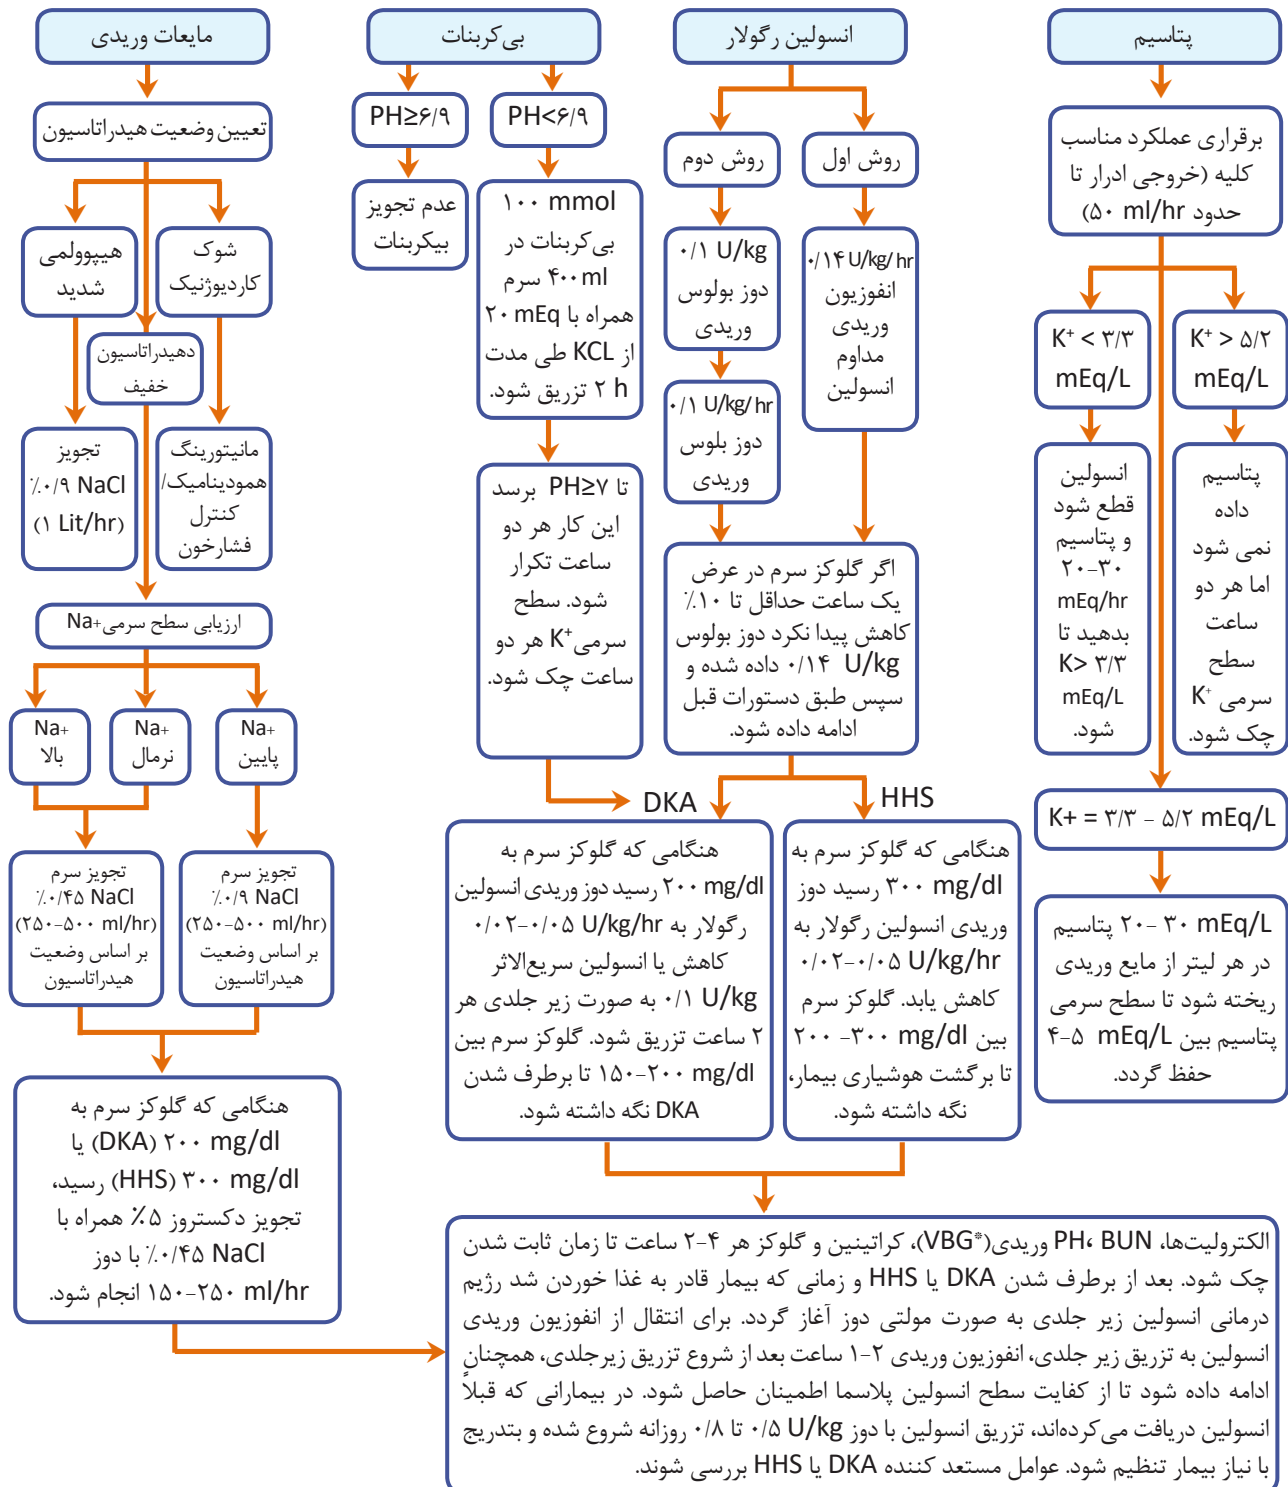 مایعات وریدی
تعیین وضعیت هیدراتاسیون
هیپوولمی
شدید
شوک
کاردیوژنیک
دهیدراتاسیون
خفیف
تجویز
۰/۹٪ NaCl
(۱ Lit/hr)
مانیتورینگ
همودینامیک/
کنترل
فشارخون
ارزیابی سطح سرمی Na+
Na+
بالا
Na+
نرمال
Na+
پایین
تجویز سرم
۰/۴۵٪ NaCl
(۲۵۰-۵۰۰ ml/hr)
بر اساس وضعیت
هیدراتاسیون
تجویز سرم
۰/۹٪ NaCl
(۲۵۰-۵۰۰ ml/hr)
بر اساس وضعیت
هیدراتاسیون
هنگامی که گلوکز سرم به
۲۰۰ mg/dl (DKA) یا
۳۰۰ mg/dl (HHS) رسید،
تجویز دکستروز ۵٪ همراه با
۰/۴۵٪ NaCl با دوز
۱۵۰-۲۵۰ ml/hr انجام شود.
بی‌کربنات
PH≥۶/۹
PH<۶/۹
عدم تجویز
بیکربنات
۱۰۰ mmol
بی‌کربنات در
۴۰۰ml سرم
همراه با ۲۰ mEq
از KCL طی مدت
۲ h تزریق شود.
تا PH≥۷ برسد
این کار هر دو
ساعت تکرار
شود. سطح
سرمی K⁺ هر دو
ساعت چک شود.
انسولین رگولار
روش دوم
روش اول
۰/۱ U/kg
دوز بولوس
وریدی
۰/۱ U/kg/hr
دوز بلوس
وریدی
۰/۱۴ U/kg/hr
انفوزیون
وریدی
مداوم
انسولین
اگر گلوکز سرم در عرض
یک ساعت حداقل تا ۱۰٪
کاهش پیدا نکرد دوز بولوس
۰/۱۴ U/kg داده شده و
سپس طبق دستورات قبل
ادامه داده شود.
DKA
HHS
هنگامی که گلوکز سرم به
۲۰۰ mg/dl رسید دوز وریدی انسولین
رگولار به ۰/۰۲-۰/۰۵ U/kg/hr
کاهش یا انسولین سریع‌الاثر
۰/۱ U/kg به صورت زیر جلدی هر
۲ ساعت تزریق شود. گلوکز سرم بین
۱۵۰-۲۰۰ mg/dl تا برطرف شدن
DKA نگه داشته شود.
هنگامی که گلوکز سرم به
۳۰۰ mg/dl رسید دوز
وریدی انسولین رگولار به
۰/۰۲-۰/۰۵ U/kg/hr
کاهش یابد. گلوکز سرم
بین ۲۰۰ -۳۰۰ mg/dl
تا برگشت هوشیاری بیمار،
نگه داشته شود.
پتاسیم
برقراری عملکرد مناسب
کلیه (خروجی ادرار تا
حدود ۵۰ ml/hr)
K⁺ < ۳/۳
mEq/L
K⁺ > ۵/۲
mEq/L
انسولین
قطع شود
و پتاسیم
۲۰-۳۰
mEq/hr
بدهید تا
K> ۳/۳
mEq/L
شود.
پتاسیم
داده
نمی شود
اما هر دو
ساعت
سطح
سرمی K⁺
چک شود.
K+ = ۳/۳ - ۵/۲ mEq/L
۲۰- ۳۰ mEq/L پتاسیم
در هر لیتر از مایع وریدی
ریخته شود تا سطح سرمی
پتاسیم بین ۴-۵ mEq/L
حفظ گردد.
الکترولیت‌ها، PH، BUN وریدی(VBG*)، کراتینین و گلوکز هر ۴-۲ ساعت تا زمان ثابت شدن
چک شود. بعد از برطرف شدن DKA یا HHS و زمانی که بیمار قادر به غذا خوردن شد رژیم
درمانی انسولین زیر جلدی به صورت مولتی دوز آغاز گردد. برای انتقال از انفوزیون وریدی
انسولین به تزریق زیر جلدی، انفوزیون وریدی ۲-۱ ساعت بعد از شروع تزریق زیرجلدی، همچنان
ادامه داده شود تا از کفایت سطح انسولین پلاسما اطمینان حاصل شود. در بیمارانی که قبلاً
انسولین دریافت می‌کرده‌اند، تزریق انسولین با دوز ۰/۵ U/kg تا ۰/۸ روزانه شروع شده و بتدریج
با نیاز بیمار تنظیم شود. عوامل مستعد کننده DKA یا HHS بررسی شوند.